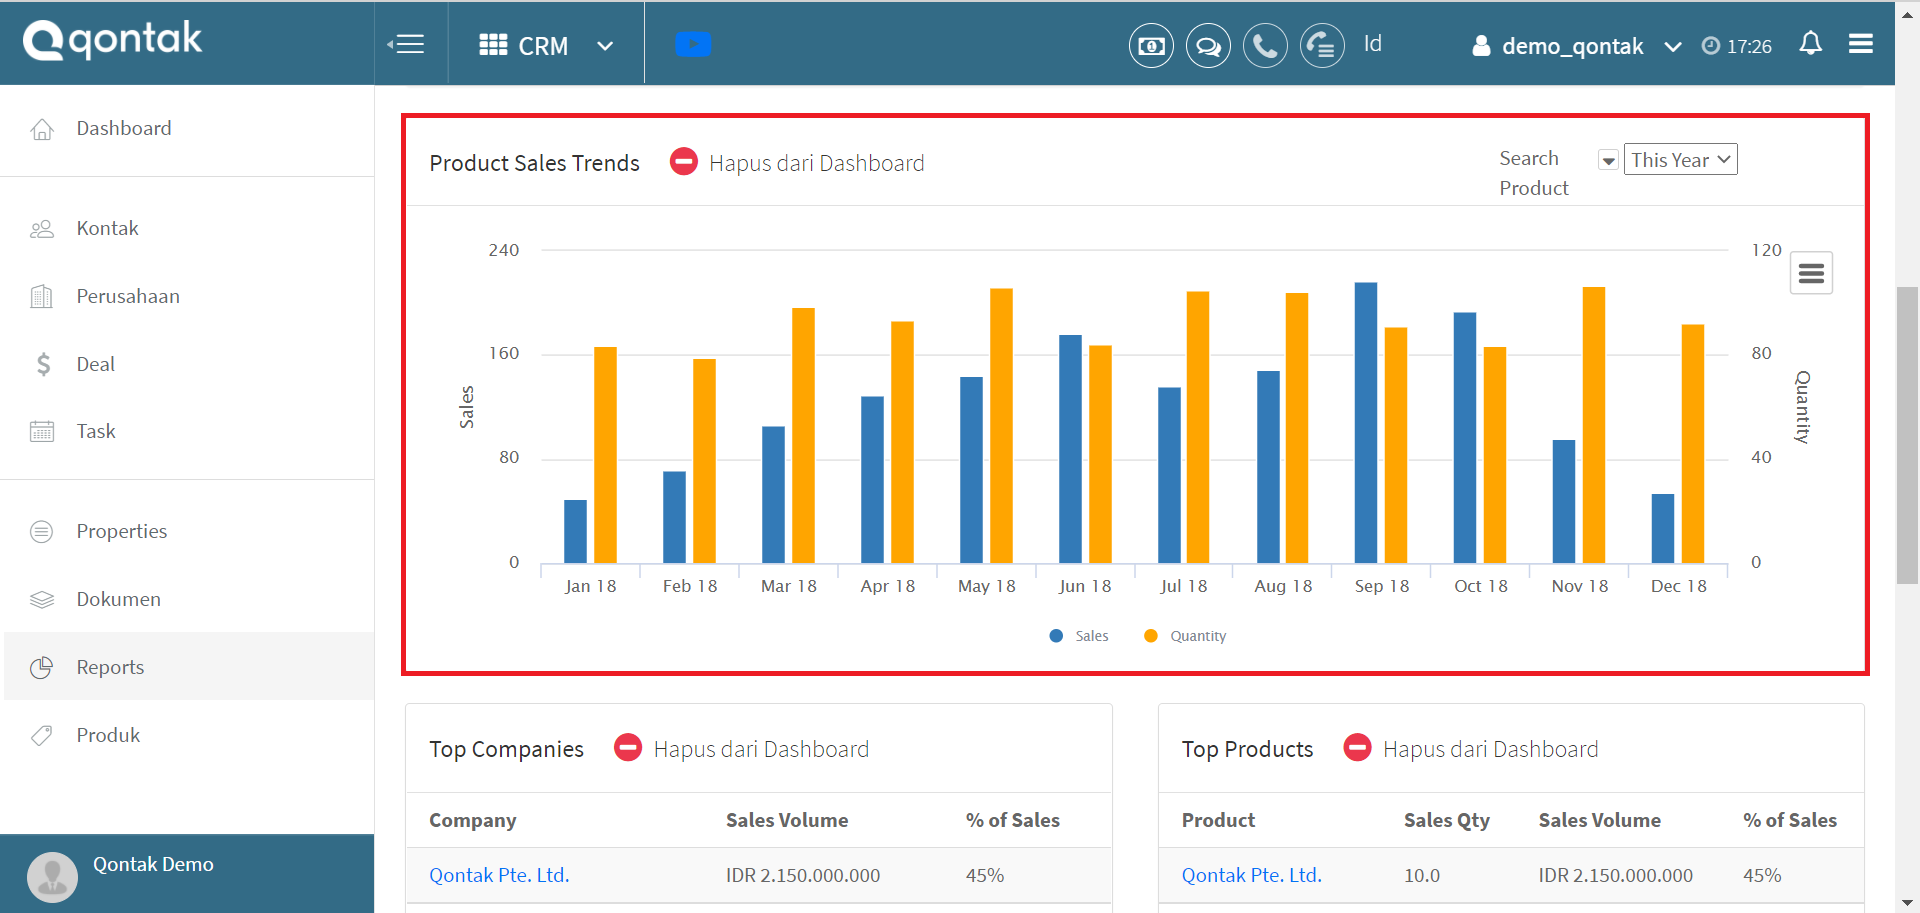 qontak
CRM
Id
demo_qontak
17:26
Dashboard
Kontak
Perusahaan
Deal
Task
Properties
Dokumen
Reports
Produk
Qontak Demo
Product Sales Trends
Hapus dari Dashboard
Search
Product
This Year
240
160
80
0
Sales
120
80
40
0
Quantity
Jan 18 Feb 18 Mar 18 Apr 18 May 18 Jun 18 Jul 18 Aug 18 Sep 18 Oct 18 Nov 18 Dec 18
Sales Quantity
Top Companies Hapus dari Dashboard
Company Sales Volume % of Sales
Qontak Pte. Ltd. IDR 2.150.000.000 45%
Top Products Hapus dari Dashboard
Product Sales Qty Sales Volume % of Sales
Qontak Pte. Ltd. 10.0 IDR 2.150.000.000 45%